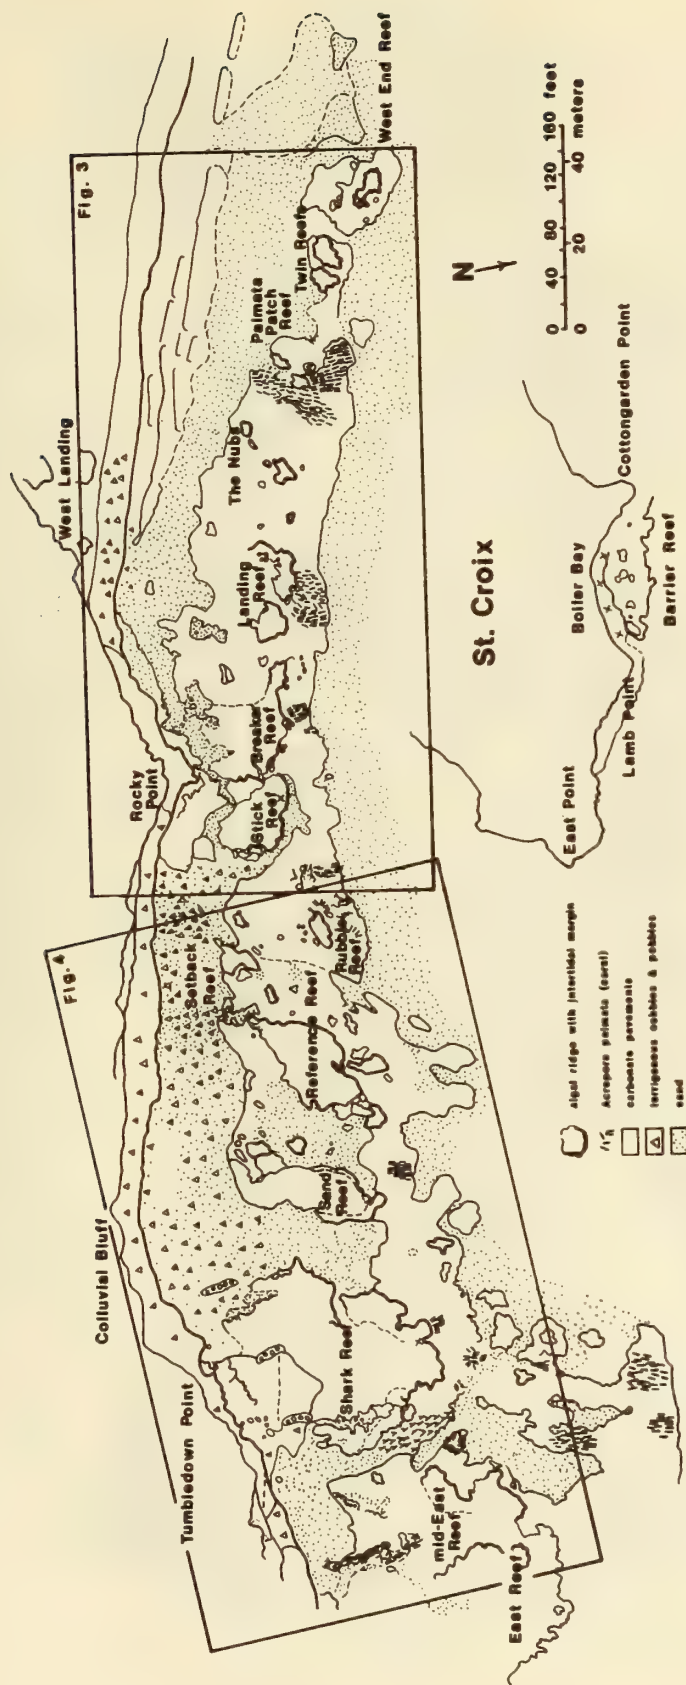 West End Reef
Fig. 3
Twin Reefs
Palmata
Patch
Reef
The Nubs
West Landing
Landing
Reef
Breaker
Reef
Rocky
Point
Stick
Reef
Fig. 4
Setback
Reef
Rubble
Reef
Reference Reef
Sand
Reef
Colluvial Bluff
Shark Reef
Tumbledown Point
mid-East
Reef
East Reef
N
0 40 80 120 160 feet
0 20 40 meters
St. Croix
Cottongarden Point
Boiler Bay
Barrier Reef
Lamb Point
East Point
algal ridge with intertidal margin
Acropora palmata (coral)
carbonate pavements
terrigenous cobbles & pebbles
sand